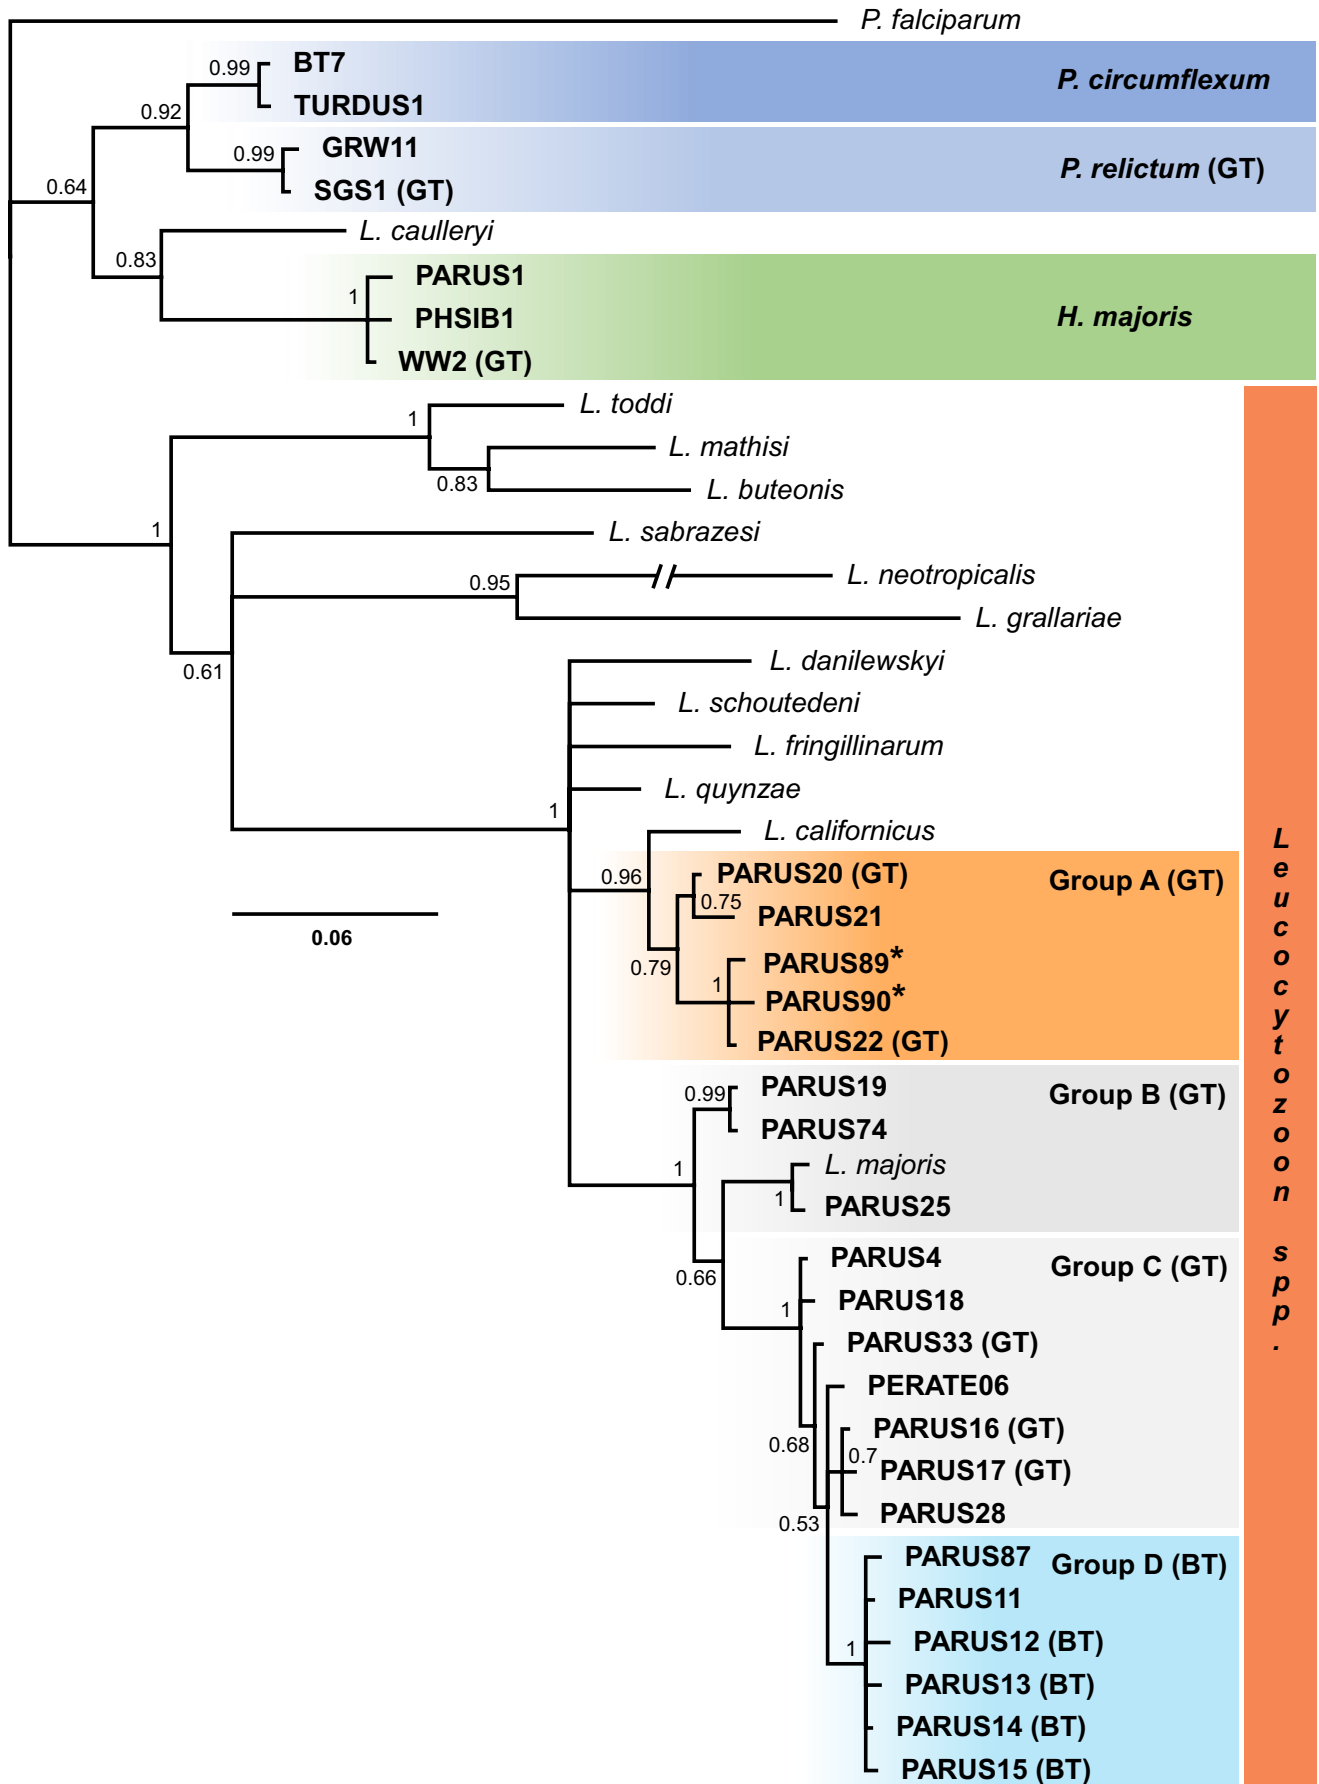 P. falciparum
0.99 BT7
P. circumflexum
TURDUS1
0.92
0.99 GRW11
P. relictum (GT)
SGS1 (GT)
0.64
L. caulleryi
0.83
PARUS1
1
PHSIB1
H. majoris
WW2 (GT)
L. toddi
1
L. mathisi
0.83
L. buteonis
1
L. sabrazesi
0.95
L. neotropicalis
L. grallariae
0.61
L. danilewskyi
L. schoutedeni
L. fringillinarum
L. quynzae
1
L. californicus
0.96
PARUS20 (GT)
Group A (GT)
0.75
PARUS21
0.06
0.79
PARUS89*
1
PARUS90*
PARUS22 (GT)
0.99
PARUS19
Group B (GT)
PARUS74
1
L. majoris
1
PARUS25
0.66
PARUS4
Group C (GT)
1
PARUS18
PARUS33 (GT)
PERATE06
0.68
PARUS16 (GT)
0.7
PARUS17 (GT)
PARUS28
0.53
PARUS87
Group D (BT)
PARUS11
1
PARUS12 (BT)
PARUS13 (BT)
PARUS14 (BT)
PARUS15 (BT)
Leucocytozoon spp.